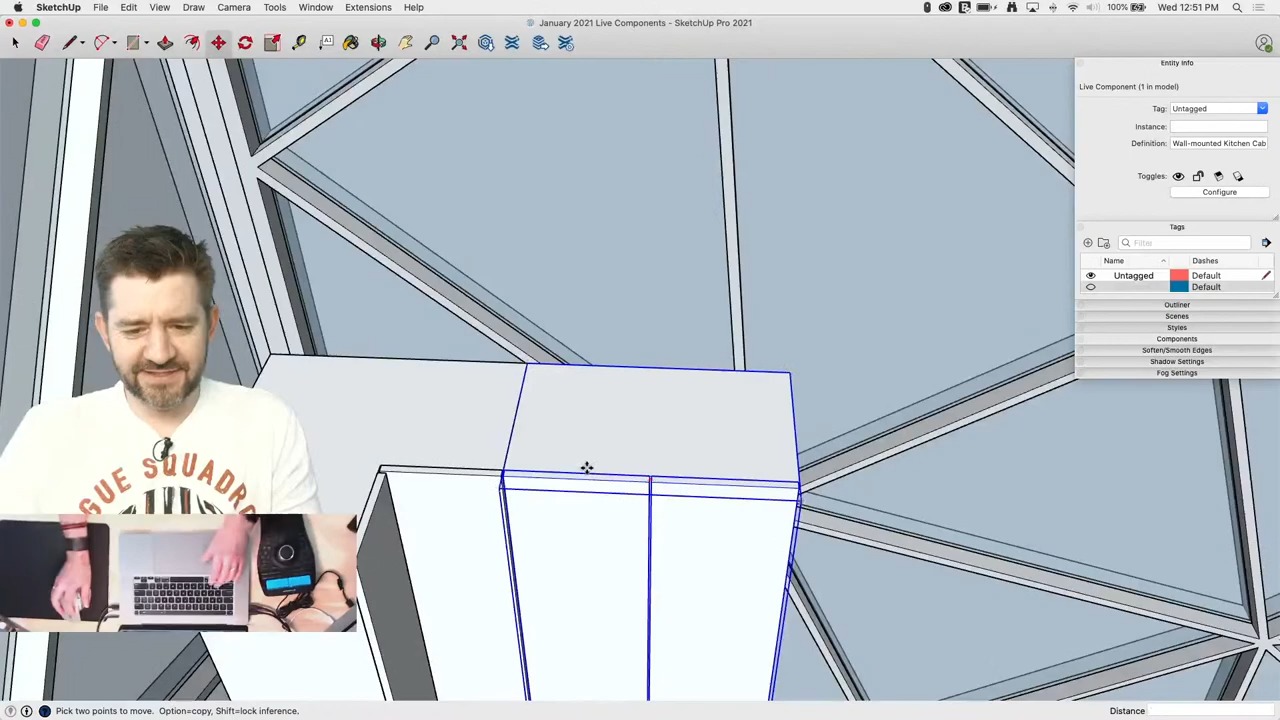 SketchUp File Edit View Draw Camera Tools Window Extensions Help 100% Wed 12:51 PM
January 2021 Live Components - SketchUp Pro 2021
Entity Info
Live Component (1 in model)
Tag: Untagged
Instance:
Definition: Wall-mounted Kitchen Cab
Toggles:
Configure
Tags
Filter
Name Dashes
Untagged Default
Default
Outliner
Scenes
Styles
Components
Soften/Smooth Edges
Shadow Settings
Fog Settings
GUE SQUADR
Pick two points to move. Option=copy, Shift=lock inference. Distance